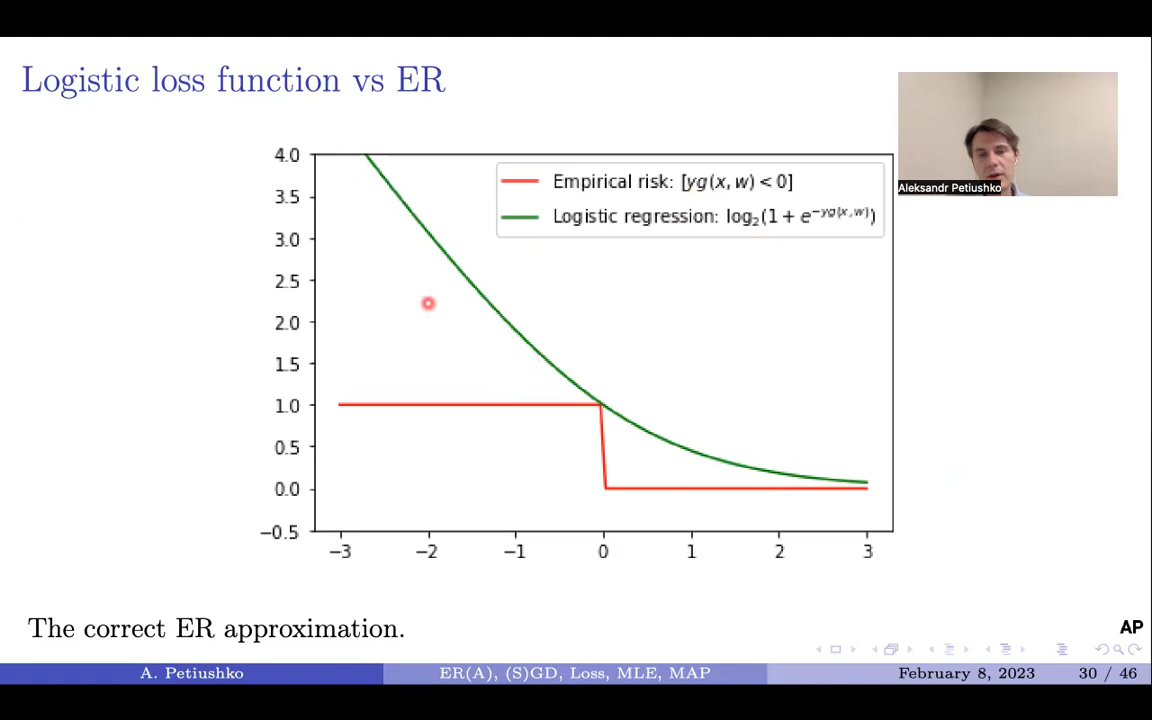 Logistic loss function vs ER
Aleksandr Petiushko
4.0
3.5
3.0
2.5
2.0
1.5
1.0
0.5
0.0
−0.5
−3 −2 −1 0 1 2 3
Empirical risk: [yg(x, w) < 0]
Logistic regression: log₂(1 + e^{−yg(x, w)})
The correct ER approximation.
AP
A. Petiushko ER(A), (S)GD, Loss, MLE, MAP February 8, 2023 30 / 46